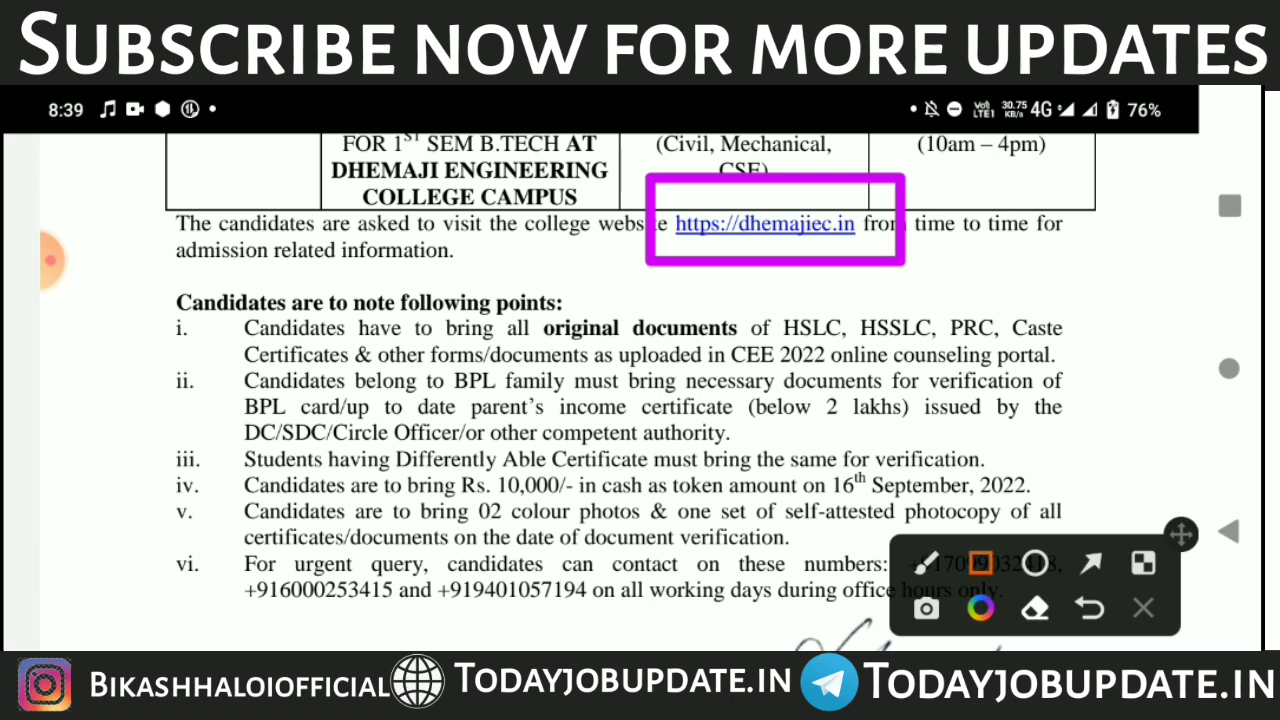 SUBSCRIBE NOW FOR MORE UPDATES
8:39 VoLTE1 30.75 KB/s 4G 76%
FOR 1ST SEM B.TECH AT (Civil, Mechanical, (10am – 4pm)
DHEMAJI ENGINEERING CSE)
COLLEGE CAMPUS
The candidates are asked to visit the college website https://dhemajiec.in from time to time for
admission related information.
Candidates are to note following points:
i. Candidates have to bring all original documents of HSLC, HSSLC, PRC, Caste
Certificates & other forms/documents as uploaded in CEE 2022 online counseling portal.
ii. Candidates belong to BPL family must bring necessary documents for verification of
BPL card/up to date parent's income certificate (below 2 lakhs) issued by the
DC/SDC/Circle Officer/or other competent authority.
iii. Students having Differently Able Certificate must bring the same for verification.
iv. Candidates are to bring Rs. 10,000/- in cash as token amount on 16th September, 2022.
v. Candidates are to bring 02 colour photos & one set of self-attested photocopy of all
certificates/documents on the date of document verification.
vi. For urgent query, candidates can contact on these numbers:
+916000253415 and +919401057194 on all working days during office hours only.
BIKASHHALOIOFFICIAL TODAYJOBUPDATE.IN TODAYJOBUPDATE.IN